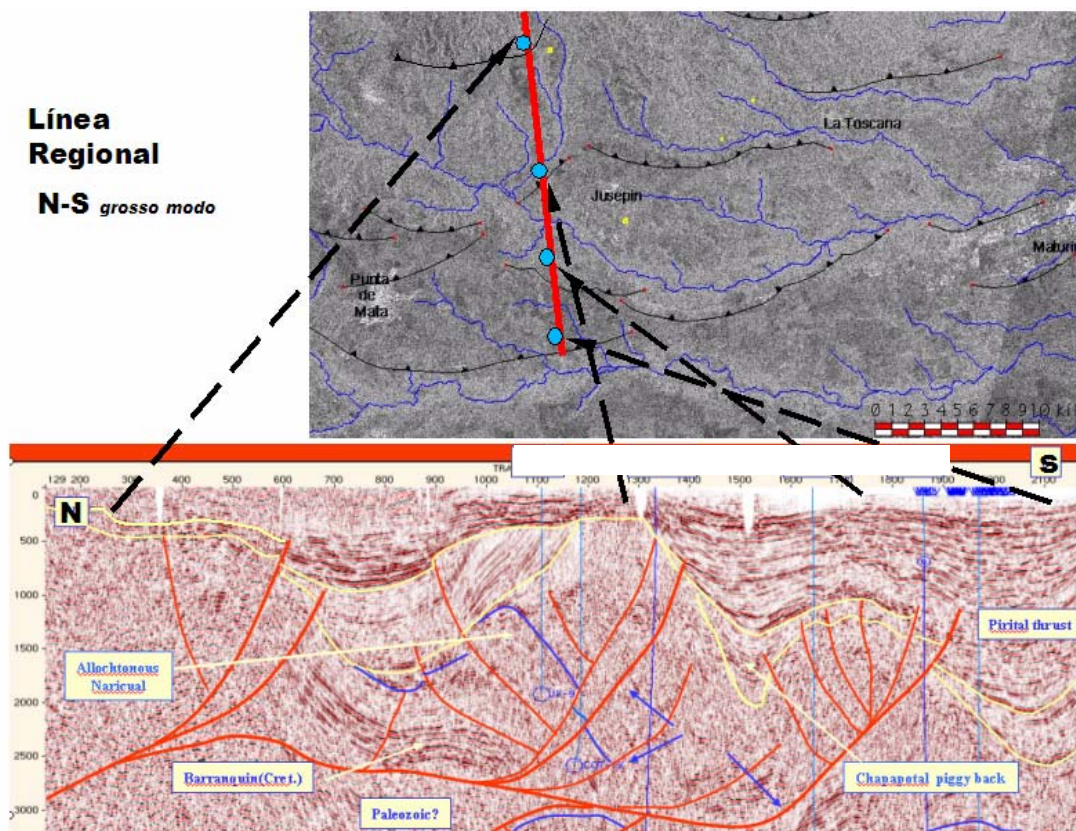 Línea
Regional
N-S grosso modo
La Toscana
Jusepin
Punta
de
Mata
0 1 2 3 4 5 6 7 8 9 10
N
S
129 200 300 400 500 600 700 800 900 1000 1100 1200 1300 1400 1500 1600 1700 1800 1900 2000 2100
0
500
1000
1500
2000
2500
3000
Pirital thrust
Allochtonous
Naricual
Barranquin(Cret.)
Chapapotal piggy back
Paleozoic?